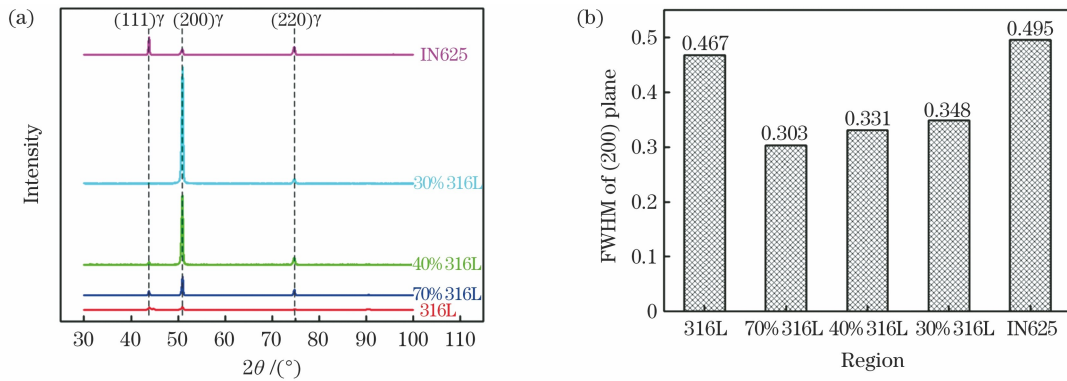 (a)
(111)γ (200)γ (220)γ
IN625
30% 316L
40% 316L
70% 316L
316L
Intensity
30 40 50 60 70 80 90 100 110
2θ /(°)
(b)
0.467
0.303
0.331
0.348
0.495
0.5
0.4
0.3
0.2
0.1
0
FWHM of (200) plane
316L 70% 316L 40% 316L 30% 316L IN625
Region